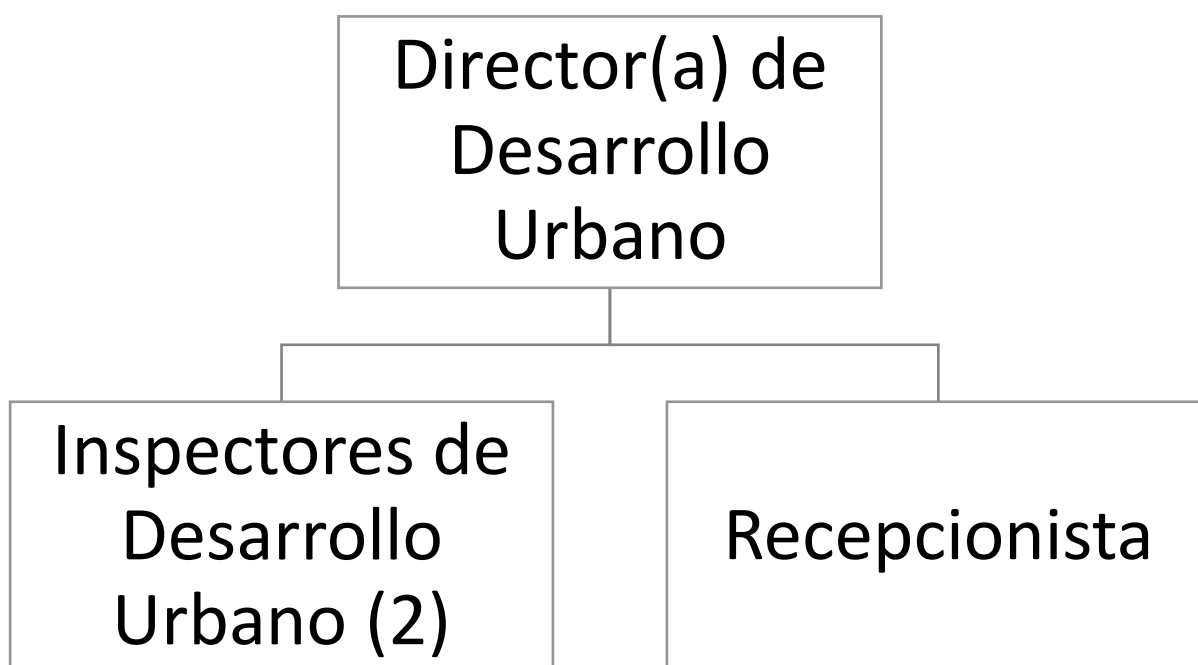 Director(a) de
Desarrollo
Urbano
Inspectores de
Desarrollo
Urbano (2)
Recepcionista